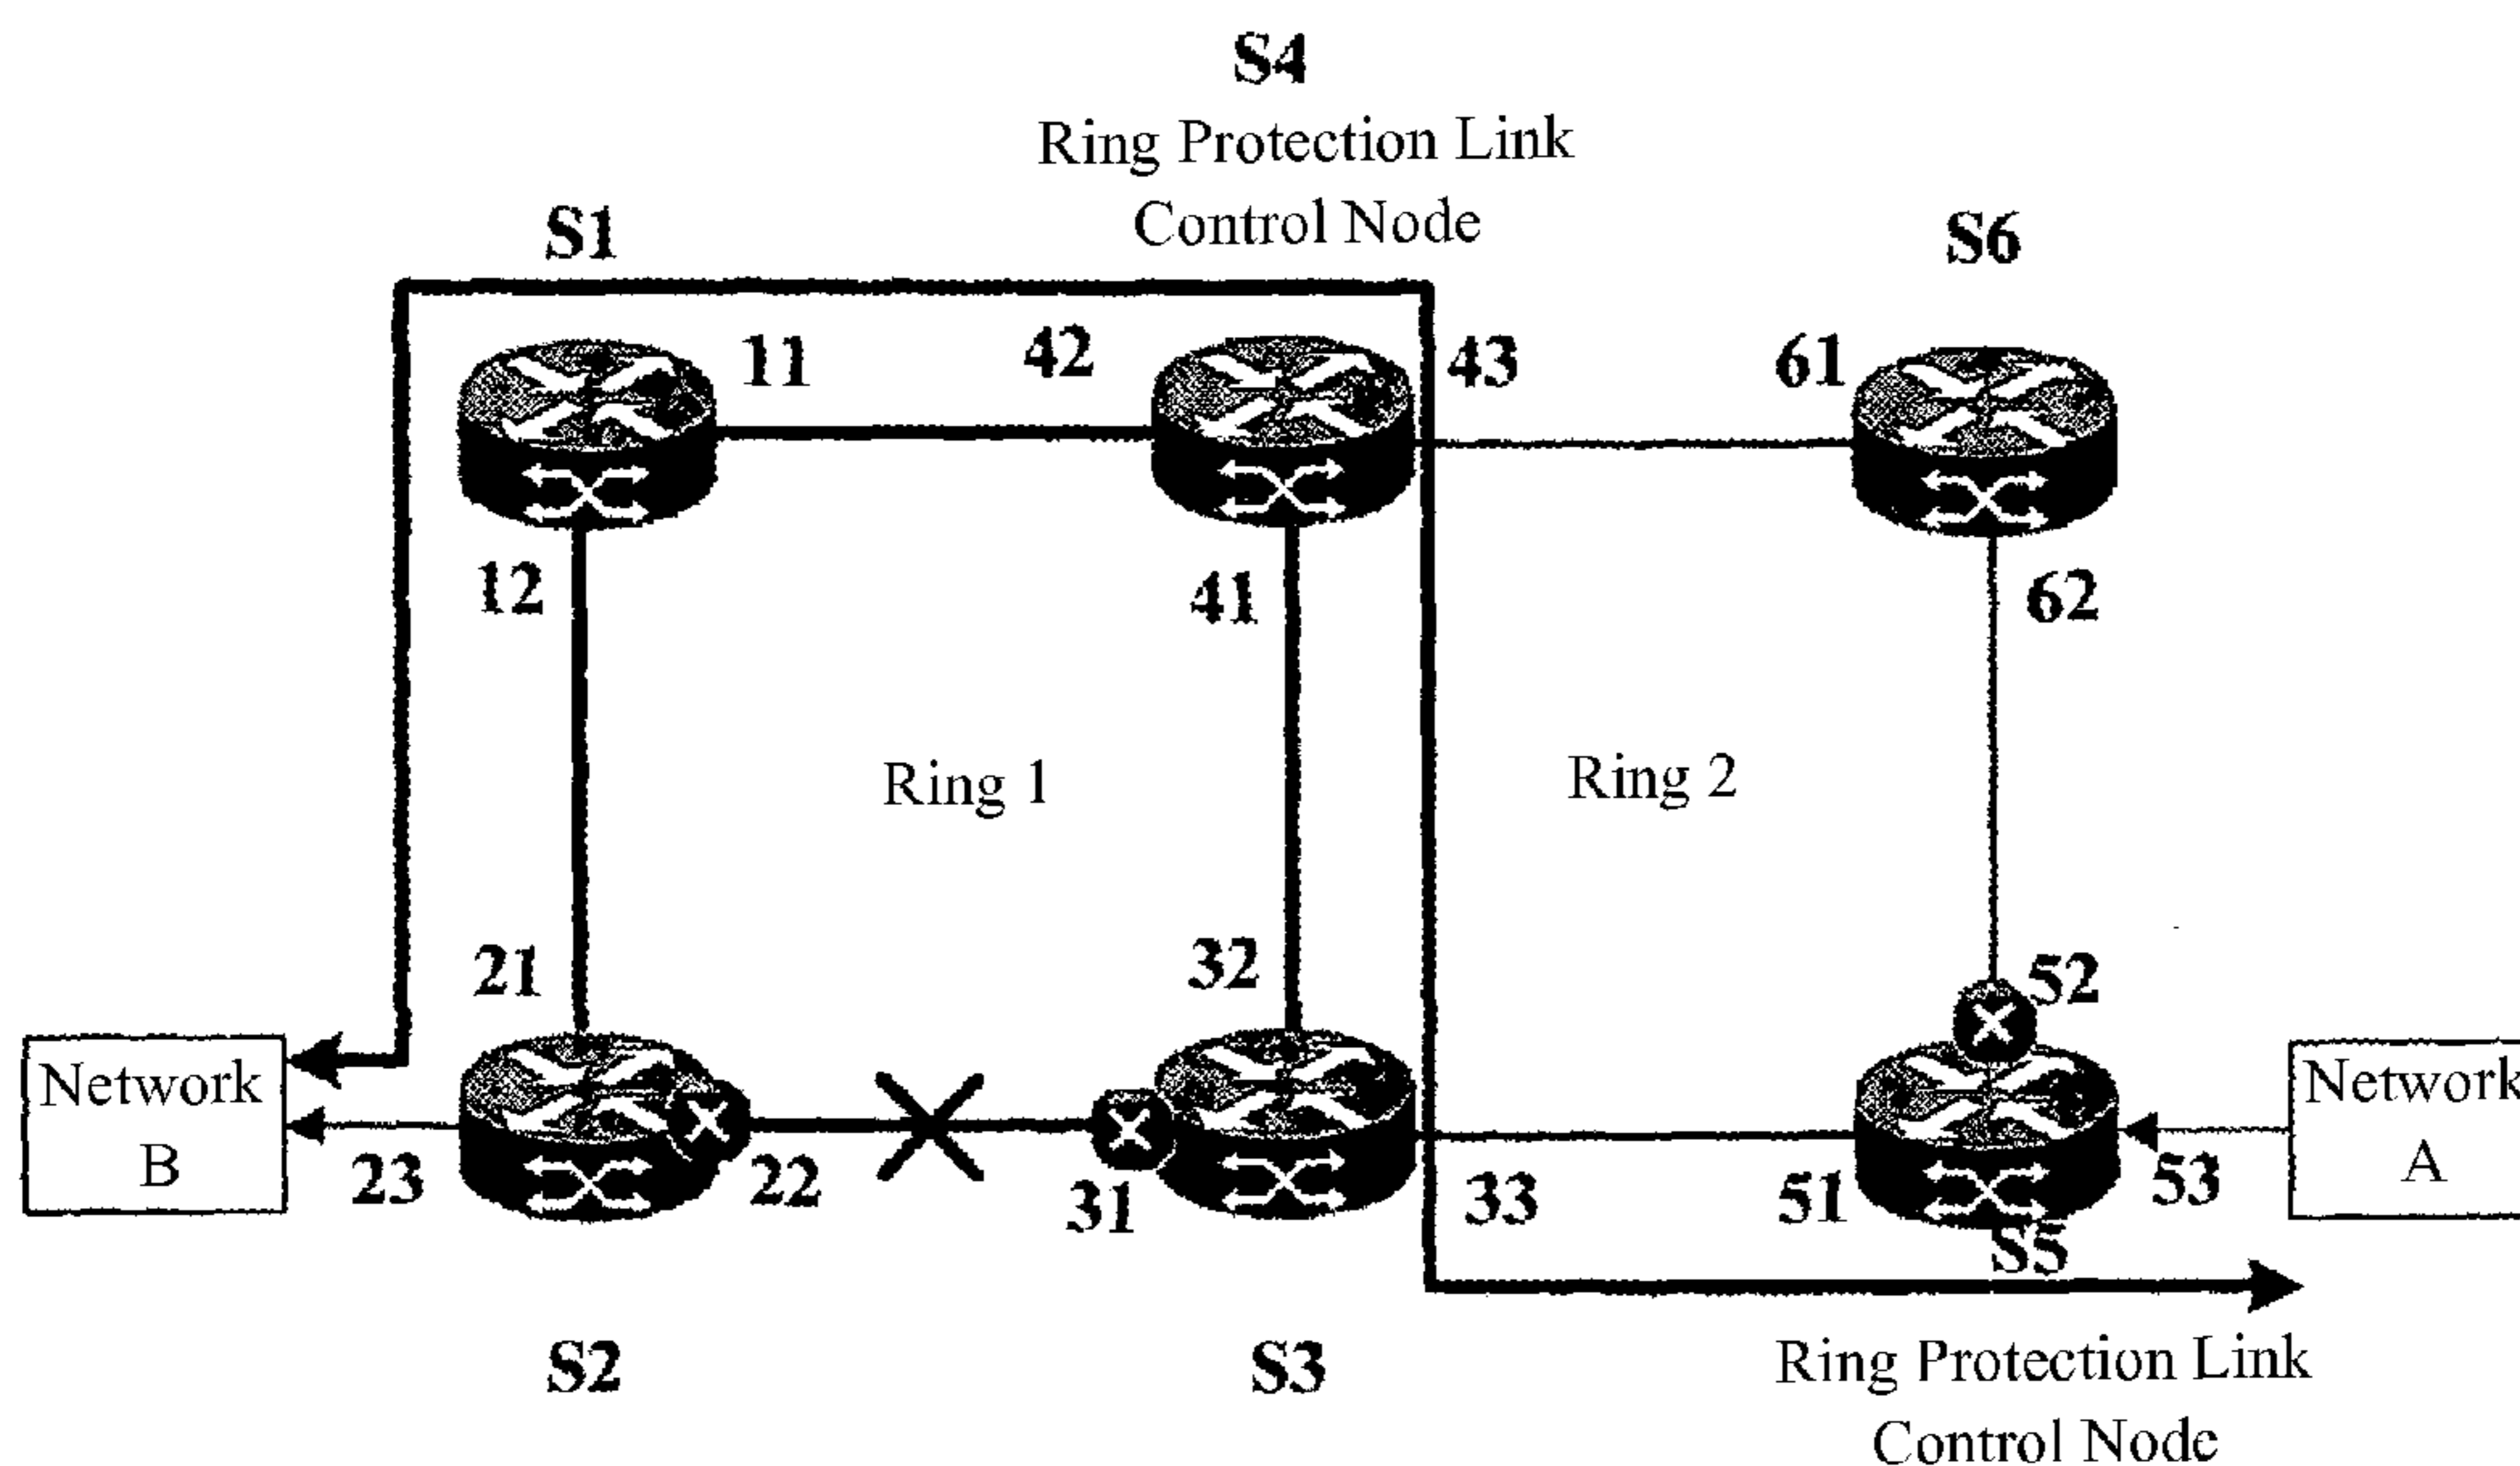 S4
Ring Protection Link
Control Node
S1
S6
11
42
43
61
12
41
62
Ring 1
Ring 2
21
32
52
Network
B
23
22
31
33
51
53
Network
A
S5
S2
S3
Ring Protection Link
Control Node